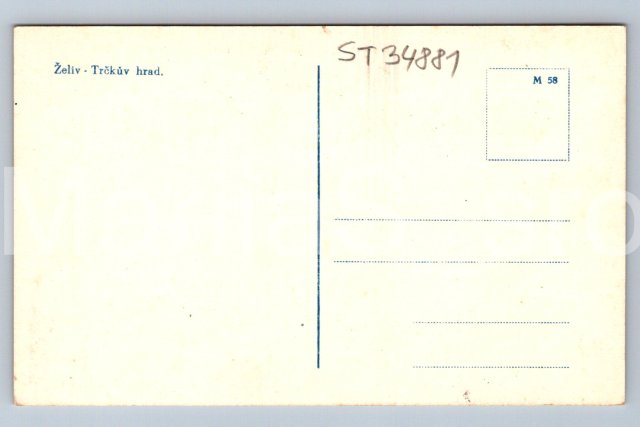 Želiv - Trčkův hrad.
ST34881
M 58